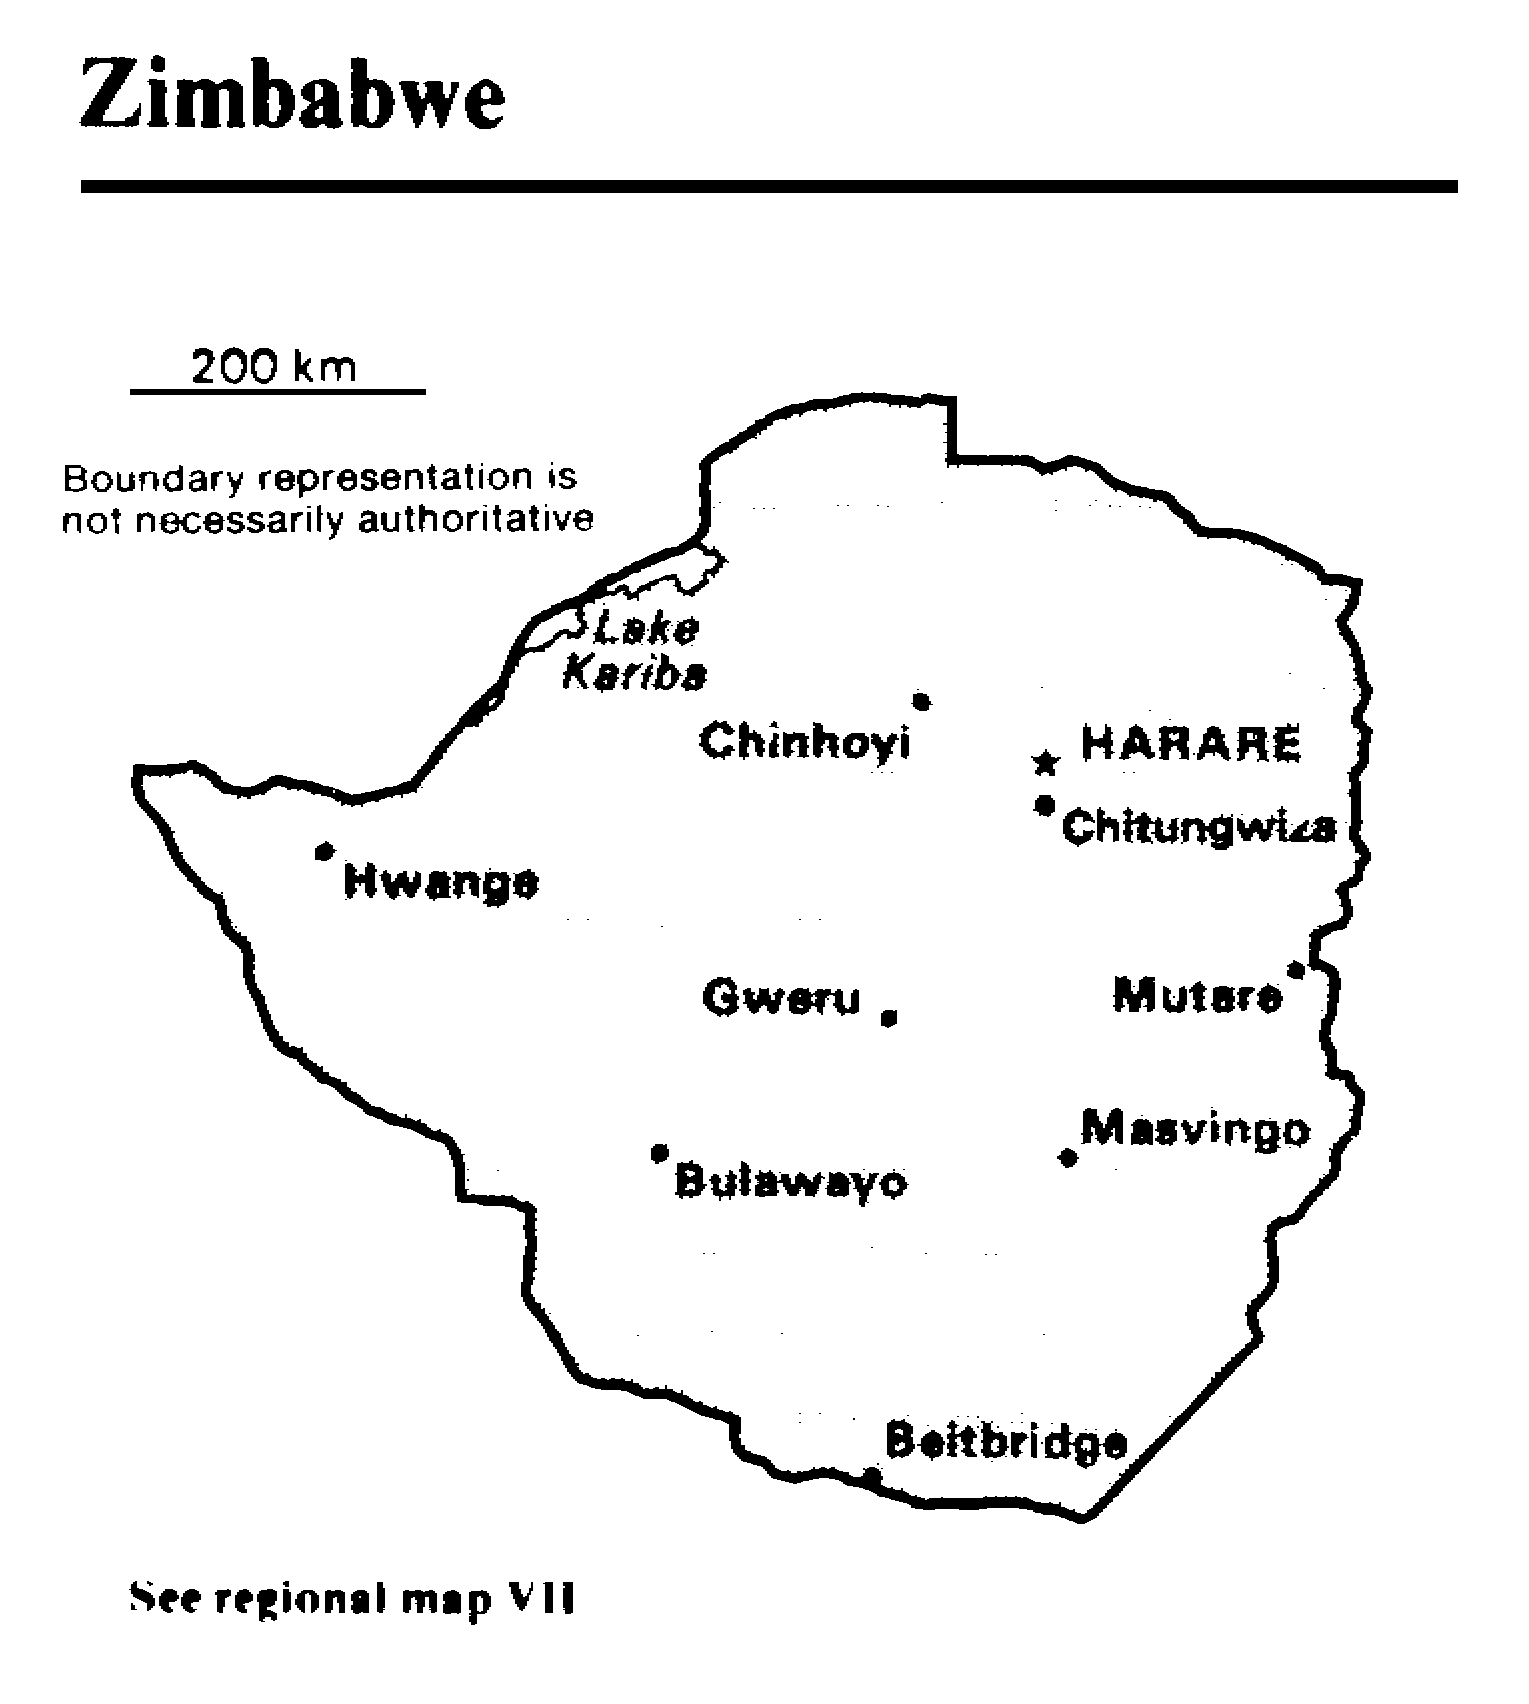 Zimbabwe
200 km
Boundary representation is
not necessarily authoritative
Lake
Kariba
Chinhoyi
HARARE
Chitungwiza
Hwange
Gweru
Mutare
Masvingo
Bulawayo
Beitbridge
See regional map VII